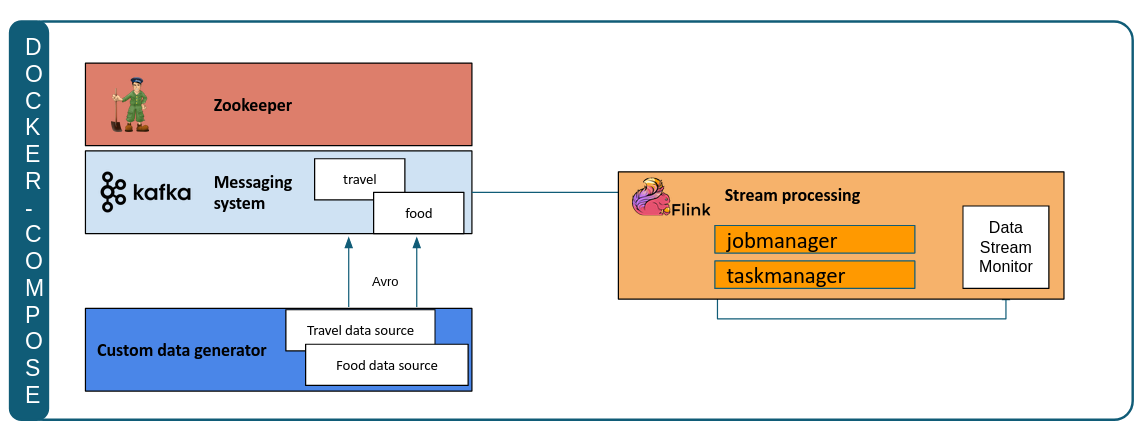 DOCKER-COMPOSE
Zookeeper
kafka
Messaging
system
travel
food
Avro
Travel data source
Custom data generator
Food data source
Flink
Stream processing
jobmanager
taskmanager
Data
Stream
Monitor